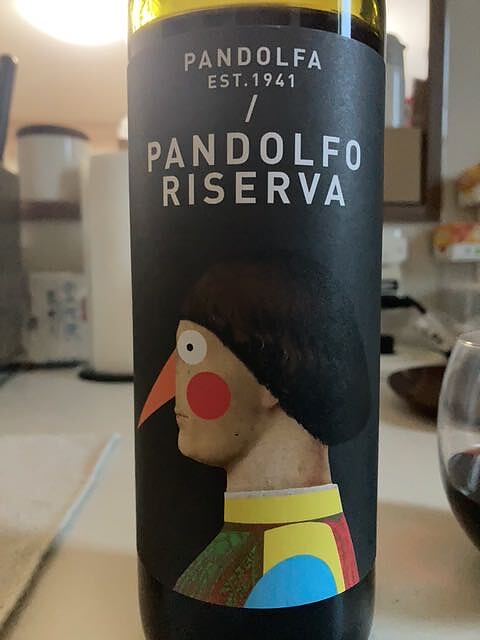 PANDOLFA
EST.1941
/
PANDOLFO
RISERVA